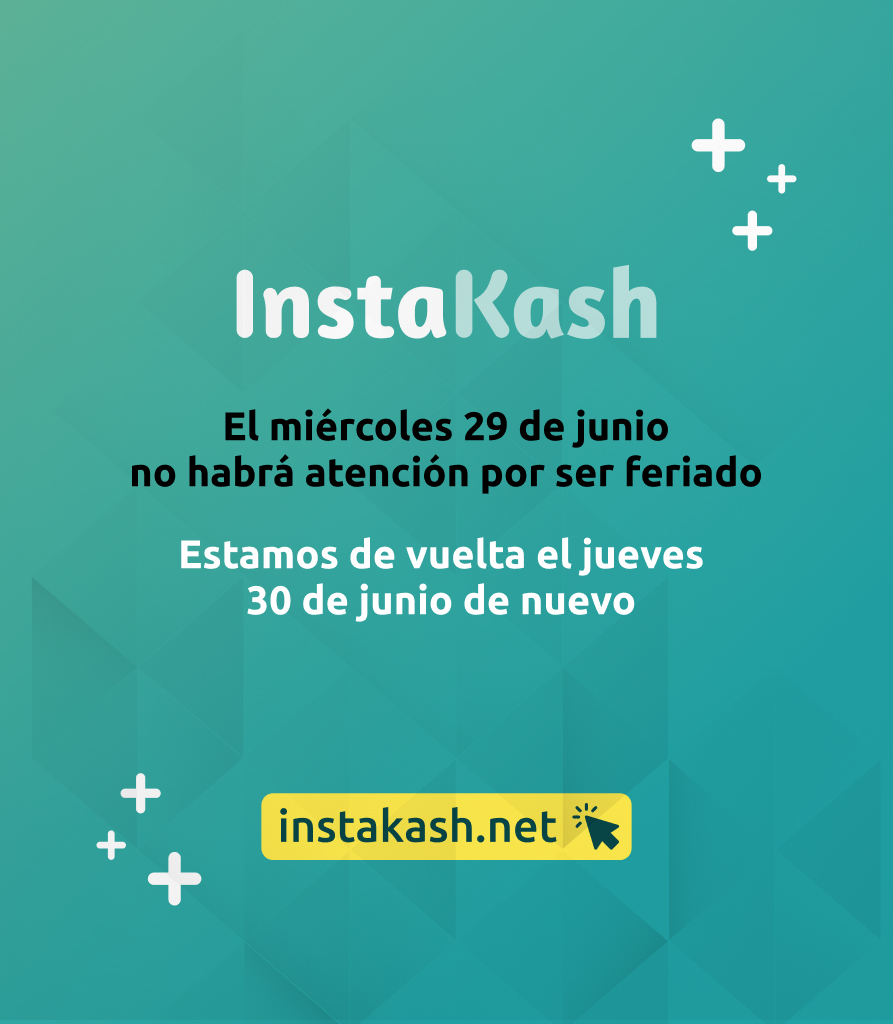 InstaKash
El miércoles 29 de junio
no habrá atención por ser feriado
Estamos de vuelta el jueves
30 de junio de nuevo
instakash.net